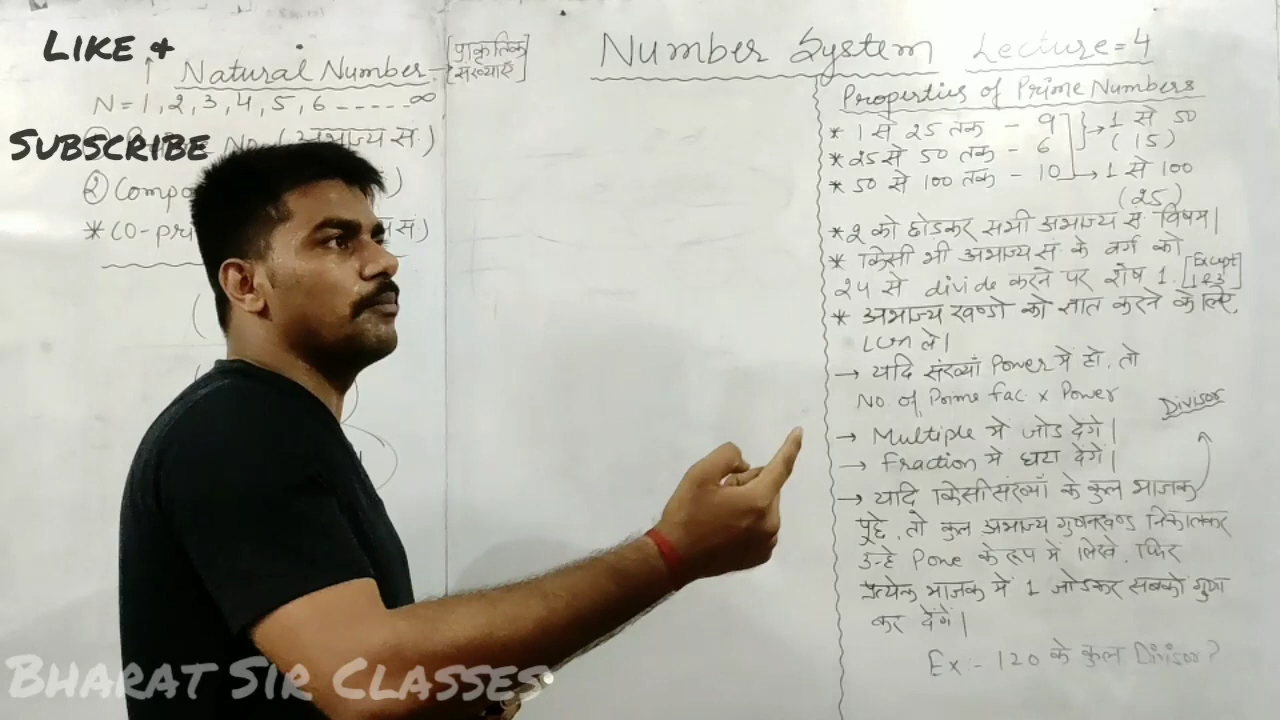 LIKE &
SUBSCRIBE
Natural Number → [प्राकृतिक संख्याएँ]
N = 1, 2, 3, 4, 5, 6 ----- ∞
No. (अभाज्य सं.)
② Compo
* Co-pri
Number System Lecture = 4
Properties of Prime Numbers
* 1 से 25 तक - 9
* 25 से 50 तक - 6
* 50 से 100 तक - 10
→ 1 से 50
(15)
→ 1 से 100
(25)
* 2 को छोडकर सभी अभाज्य सं विषम|
* किसी भी अभाज्य सं के वर्ग को
24 से divide करने पर शेष 1. [Except 1 & 3]
* अभाज्य खण्डो को ज्ञात करने के लिए
LCM ले|
→ यदि संख्याँ Power में हो, तो
No. of Prime fac. x Power
→ Multiple में जोड देंगे|
→ Fraction में घटा देंगें|
Divisor
→ यदि किसी संख्याँ के कुल भाजक
पूछे, तो कुल अभाज्य गुणनखण्ड निकालकर
उन्हे Powe के रूप में लिखे, फिर
प्रत्येक भाजक में 1 जोडकर सबको गुणा
कर देंगें|
Ex :- 120 के कुल Divisor?
BHARAT SIR CLASSES